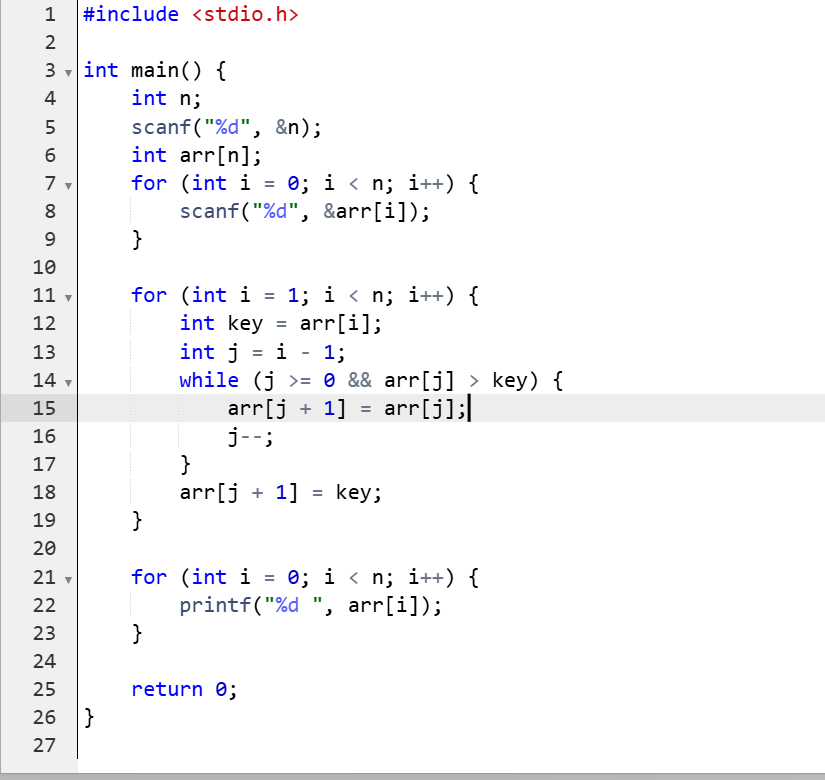 1 #include <stdio.h>
2
3 int main() {
4     int n;
5     scanf("%d", &n);
6     int arr[n];
7     for (int i = 0; i < n; i++) {
8         scanf("%d", &arr[i]);
9     }
10
11     for (int i = 1; i < n; i++) {
12         int key = arr[i];
13         int j = i - 1;
14         while (j >= 0 && arr[j] > key) {
15             arr[j + 1] = arr[j];
16             j--;
17         }
18         arr[j + 1] = key;
19     }
20
21     for (int i = 0; i < n; i++) {
22         printf("%d ", arr[i]);
23     }
24
25     return 0;
26 }
27